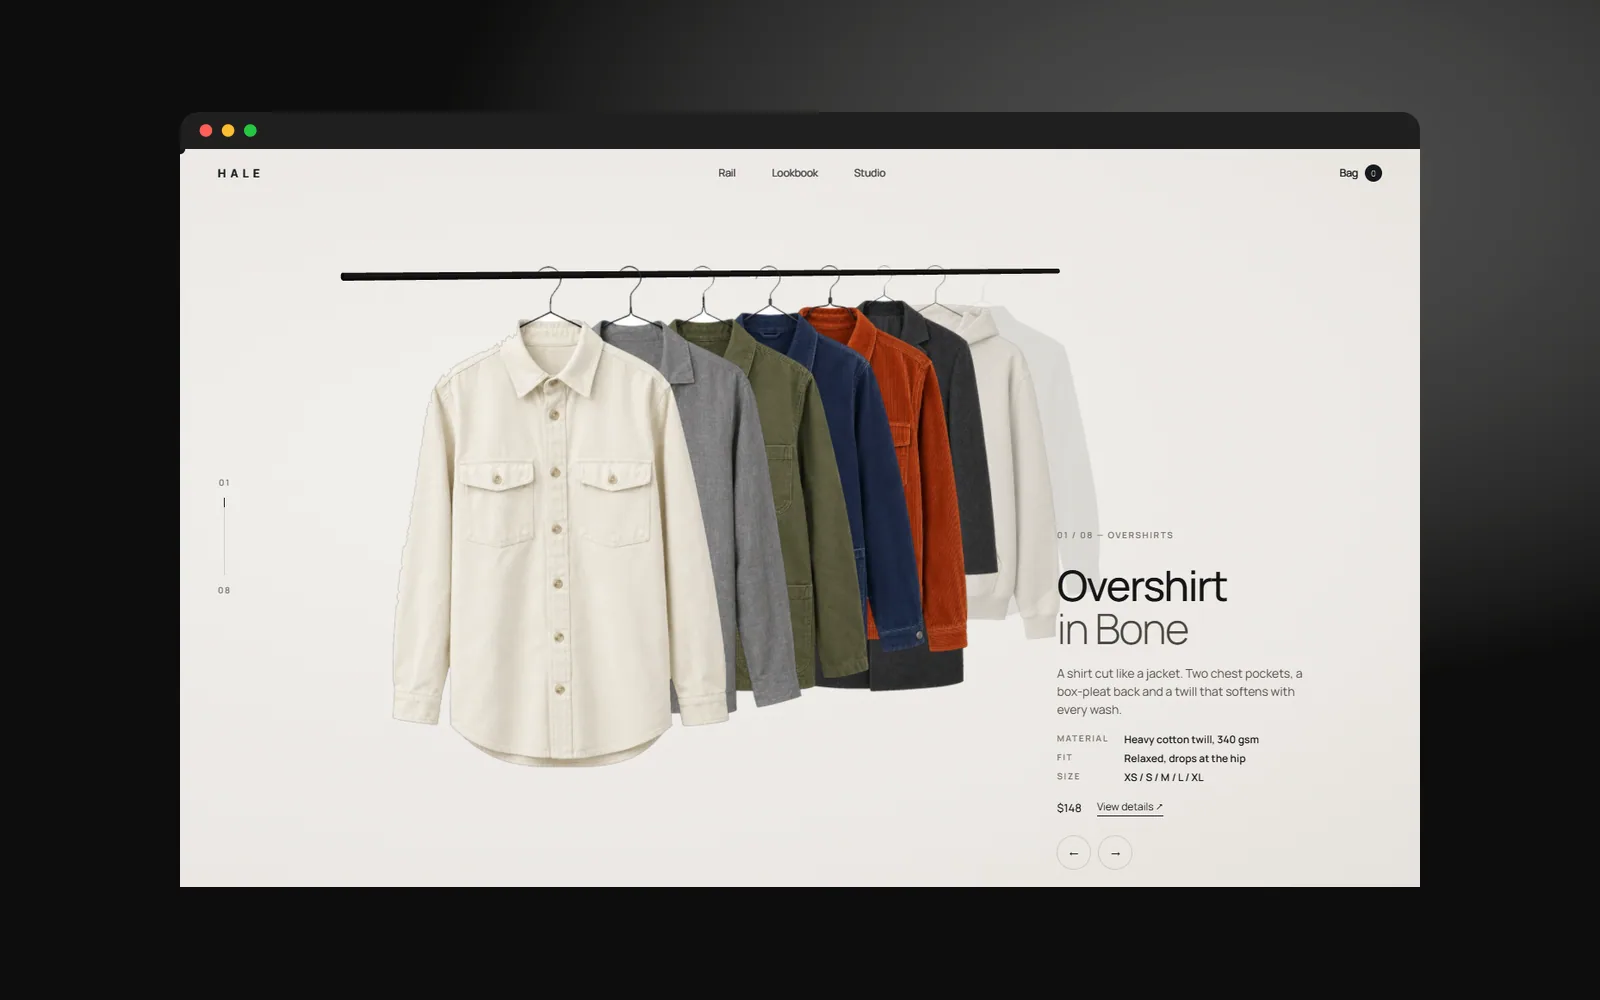 HALE
Rail Lookbook Studio
Bag 0
01
08
01 / 08 — OVERSHIRTS
Overshirt
in Bone
A shirt cut like a jacket. Two chest pockets, a
box-pleat back and a twill that softens with
every wash.
MATERIAL Heavy cotton twill, 340 gsm
FIT Relaxed, drops at the hip
SIZE XS / S / M / L / XL
$148 View details ↗
← →